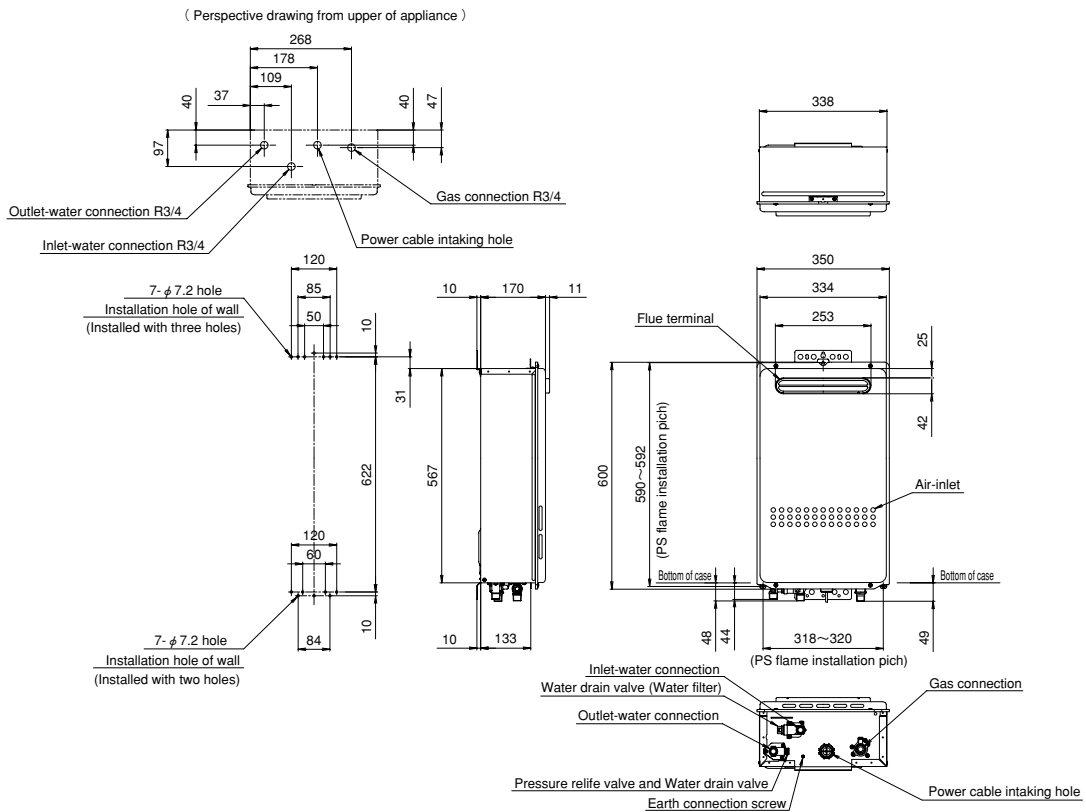 ( Perspective drawing from upper of appliance )
268
178
109
37
40
97
40
47
Outlet-water connection R3/4
Inlet-water connection R3/4
Gas connection R3/4
Power cable intaking hole
338
120
7- φ 7.2 hole
Installation hole of wall
(Installed with three holes)
85
50
10
31
622
120
60
84
10
7- φ 7.2 hole
Installation hole of wall
(Installed with two holes)
10
170
11
567
10
133
350
334
253
Flue terminal
25
42
600
590～592
(PS flame installation pich)
Air-inlet
Bottom of case
Bottom of case
48
44
49
318～320
(PS flame installation pich)
Inlet-water connection
Water drain valve (Water filter)
Outlet-water connection
Gas connection
Pressure relife valve and Water drain valve
Earth connection screw
Power cable intaking hole